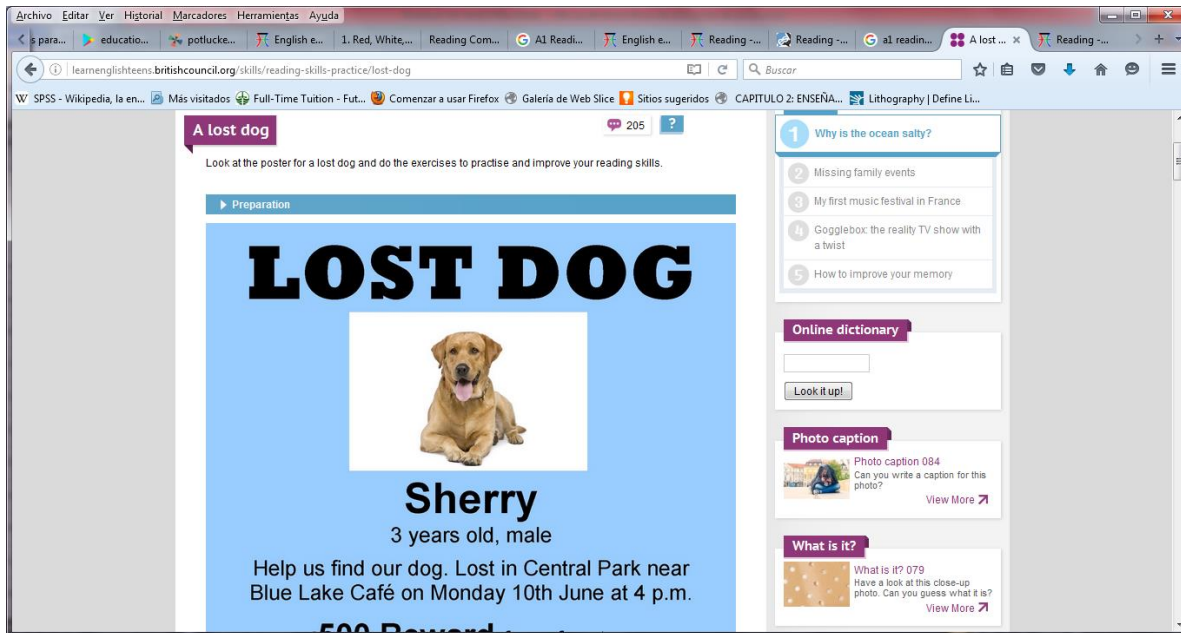 Archivo Editar Ver Historial Marcadores Herramientas Ayuda
s para... educatio... potlucke... English e... 1. Red, White,... Reading Com... A1 Readi... English e... Reading -... Reading -... a1 readin... A lost ... Reading -...
learnenglishteens.britishcouncil.org/skills/reading-skills-practice/lost-dog
Buscar
SPSS - Wikipedia, la en... Más visitados Full-Time Tuition - Fut... Comenzar a usar Firefox Galería de Web Slice Sitios sugeridos CAPITULO 2: ENSEÑA... Lithography | Define Li...
A lost dog
205 ?
Look at the poster for a lost dog and do the exercises to practise and improve your reading skills.
Preparation
LOST DOG
Sherry
3 years old, male
Help us find our dog. Lost in Central Park near
Blue Lake Café on Monday 10th June at 4 p.m.
500 Reward
1 Why is the ocean salty?
2 Missing family events
3 My first music festival in France
4 Gogglebox: the reality TV show with
a twist
5 How to improve your memory
Online dictionary
Look it up!
Photo caption
Photo caption 084
Can you write a caption for this
photo?
View More
What is it?
What is it? 079
Have a look at this close-up
photo. Can you guess what it is?
View More